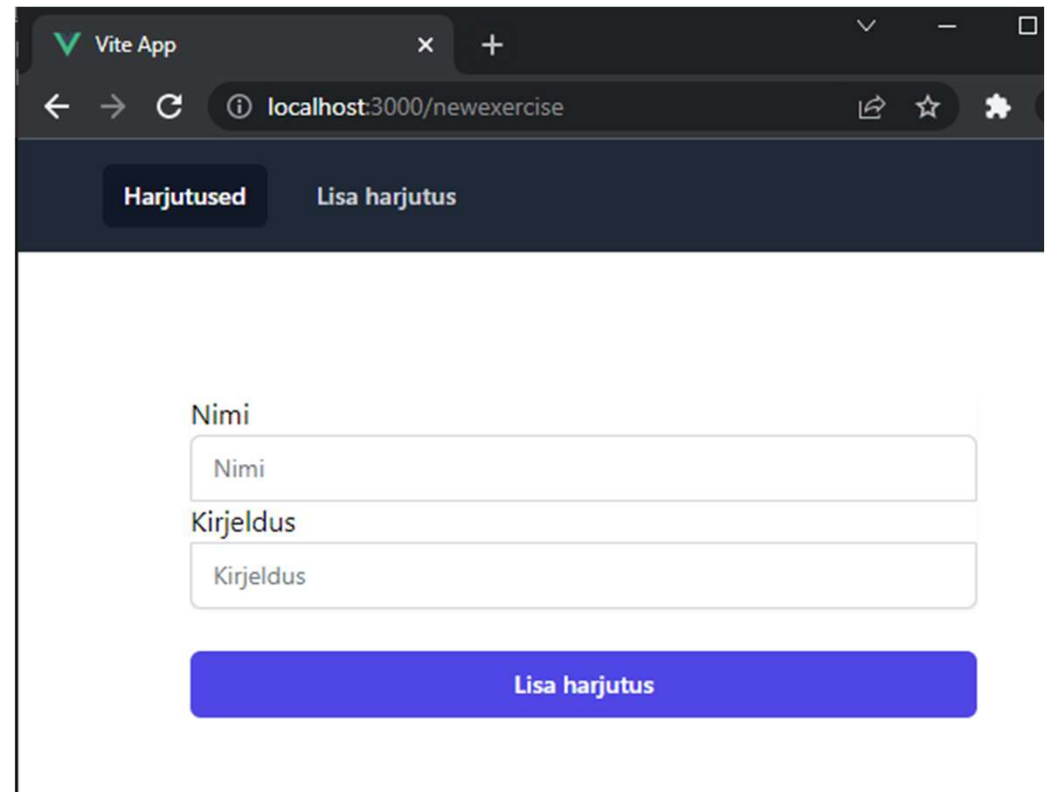 Vite App
localhost:3000/newexercise
Harjutused Lisa harjutus
Nimi
Nimi
Kirjeldus
Kirjeldus
Lisa harjutus